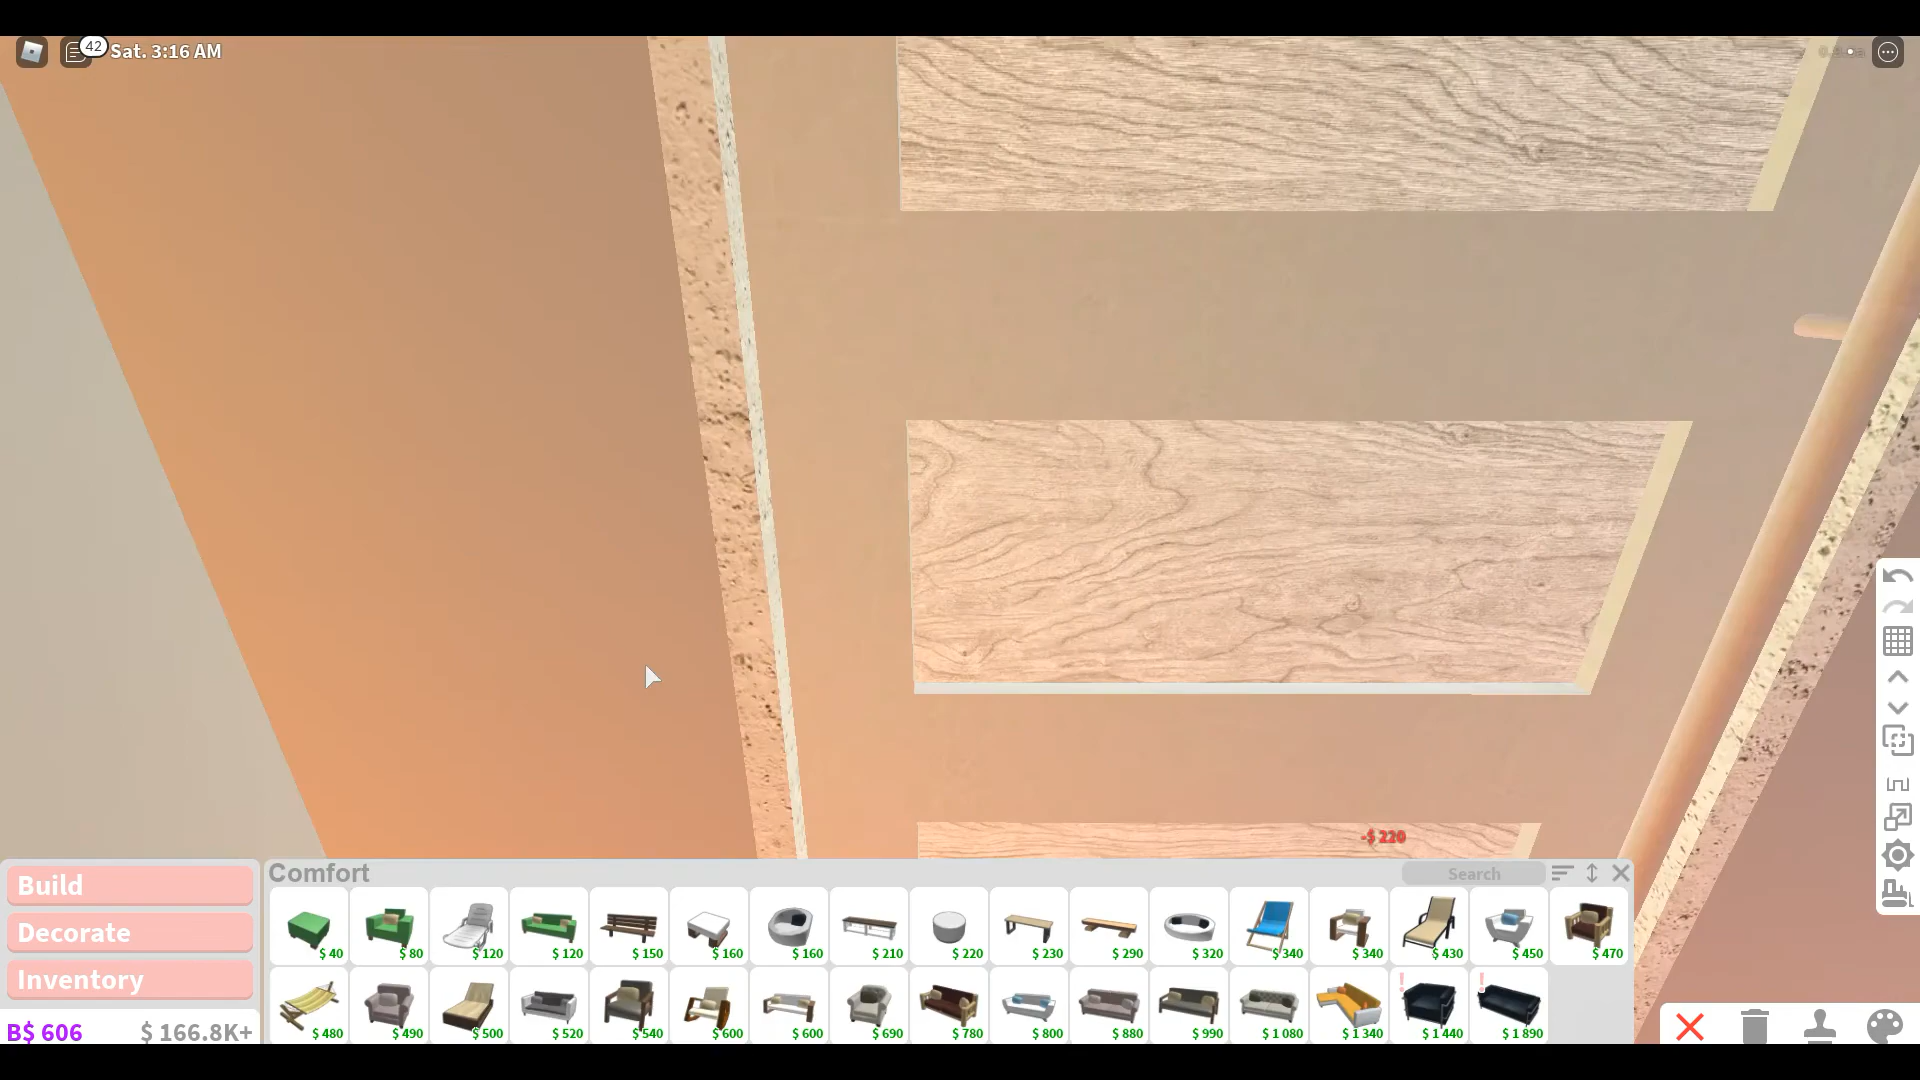 42
Sat. 3:16 AM
-$ 220
Build
Decorate
Inventory
B$ 606
$ 166.8K+
Comfort
Search
$ 40
$ 80
$ 120
$ 120
$ 150
$ 160
$ 160
$ 210
$ 220
$ 230
$ 290
$ 320
$ 340
$ 340
$ 430
$ 450
$ 470
$ 480
$ 490
$ 500
$ 520
$ 540
$ 600
$ 600
$ 690
$ 780
$ 800
$ 880
$ 990
$ 1 080
$ 1 340
! $ 1 440
! $ 1 890